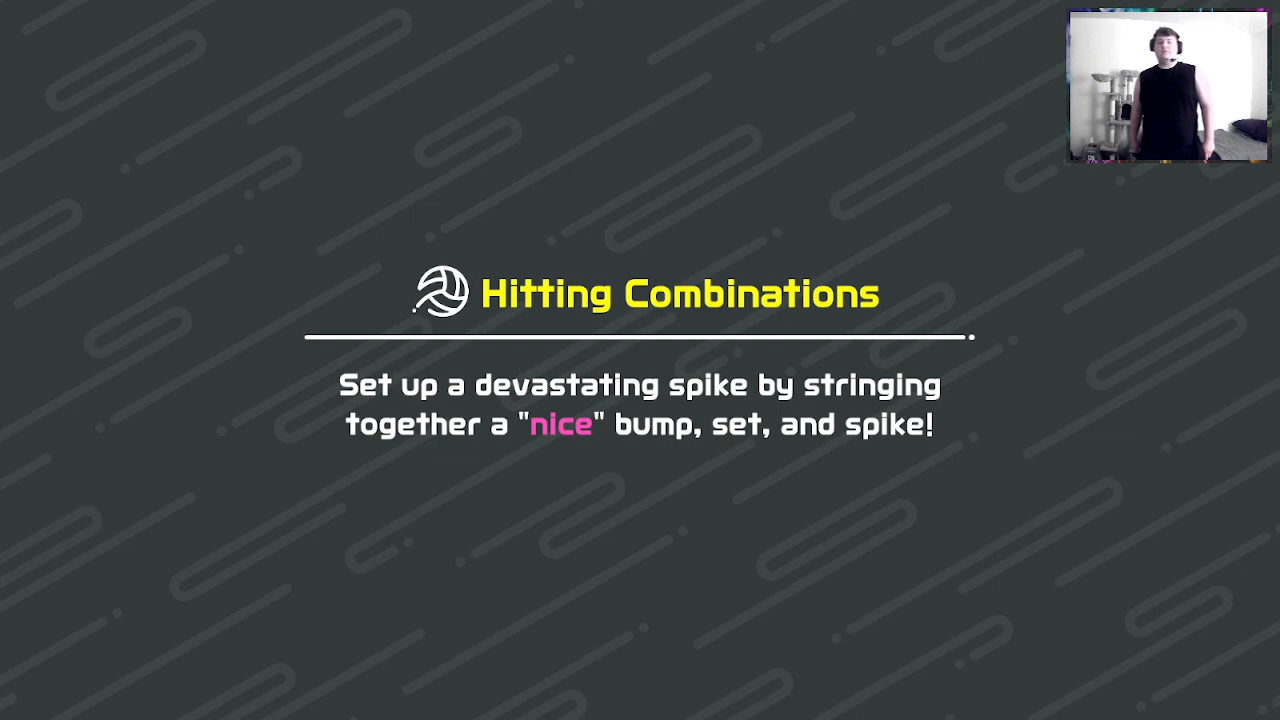 Hitting Combinations
Set up a devastating spike by stringing
together a "nice" bump, set, and spike!